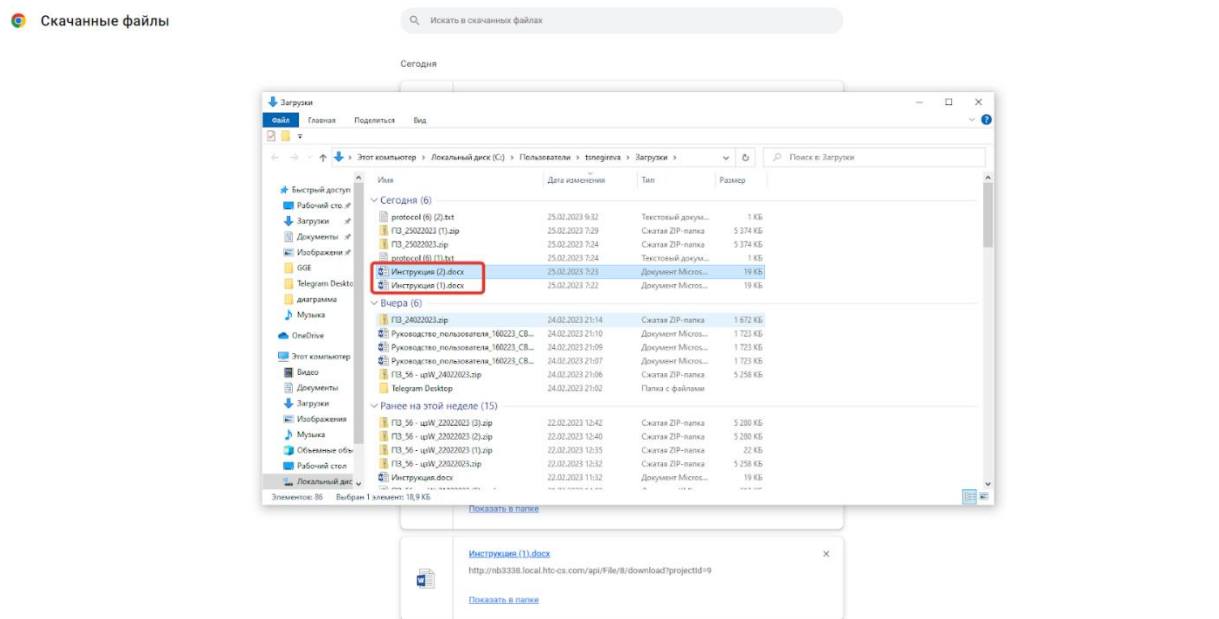 Скачанные файлы
Искать в скачанных файлах
Сегодня
Загрузки
Файл Главная Поделиться Вид
Этот компьютер › Локальный диск (C:) › Пользователи › tsnegireva › Загрузки ›
Поиск в: Загрузки
Имя Дата изменения Тип Размер
Быстрый доступ
Рабочий сто
Загрузки
Документы
Изображени
GGE
Telegram Deskto
диаграмма
Музыка
OneDrive
Этот компьютер
Видео
Документы
Загрузки
Изображения
Музыка
Объемные объ
Рабочий стол
Локальный дис
Сегодня (6)
protocol (6) (2).txt 25.02.2023 9:32 Текстовый докум... 1 КБ
ПЗ_25022023 (1).zip 25.02.2023 7:29 Сжатая ZIP-папка 5 374 КБ
ПЗ_25022023.zip 25.02.2023 7:24 Сжатая ZIP-папка 5 374 КБ
protocol (6) (1).txt 25.02.2023 7:24 Текстовый докум... 1 КБ
Инструкция (2).docx 25.02.2023 7:23 Документ Micros... 19 КБ
Инструкция (1).docx 25.02.2023 7:22 Документ Micros... 19 КБ
Вчера (6)
ПЗ_24022023.zip 24.02.2023 21:14 Сжатая ZIP-папка 1 672 КБ
Руководство_пользователя_160223_СВ... 24.02.2023 21:10 Документ Micros... 1 723 КБ
Руководство_пользователя_160223_СВ... 24.02.2023 21:09 Документ Micros... 1 723 КБ
Руководство_пользователя_160223_СВ... 24.02.2023 21:07 Документ Micros... 1 723 КБ
ПЗ_56 - цуW_24022023.zip 24.02.2023 21:06 Сжатая ZIP-папка 5 258 КБ
Telegram Desktop 24.02.2023 21:02 Папка с файлами
Ранее на этой неделе (15)
ПЗ_56 - цуW_22022023 (3).zip 22.02.2023 12:42 Сжатая ZIP-папка 5 280 КБ
ПЗ_56 - цуW_22022023 (2).zip 22.02.2023 12:40 Сжатая ZIP-папка 5 280 КБ
ПЗ_56 - цуW_22022023 (1).zip 22.02.2023 12:35 Сжатая ZIP-папка 22 КБ
ПЗ_56 - цуW_22022023.zip 22.02.2023 12:32 Сжатая ZIP-папка 5 258 КБ
Инструкция.docx 22.02.2023 11:32 Документ Micros... 19 КБ
Элементов: 86 Выбран 1 элемент: 18,9 КБ
Показать в папке
Инструкция (1).docx
http://nb3338.local.htc-cs.com/api/File/8/download?projectId=9
Показать в папке